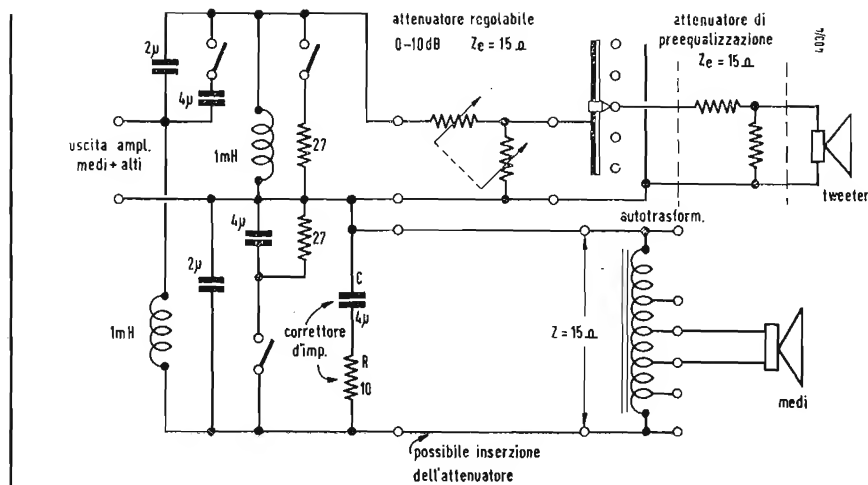 attenuatore regolabile
0-10dB Ze = 15 Ω
attenuatore di
preequalizzazione
Ze = 15 Ω
2µ
4µ
uscita ampl.
medi + alti
1mH
27
tweeter
4µ
27
autotrasform.
2µ
C
4µ
1mH
correttore
d'imp.
R
10
Z = 15 Ω
medi
possibile inserzione
dell'attenuatore